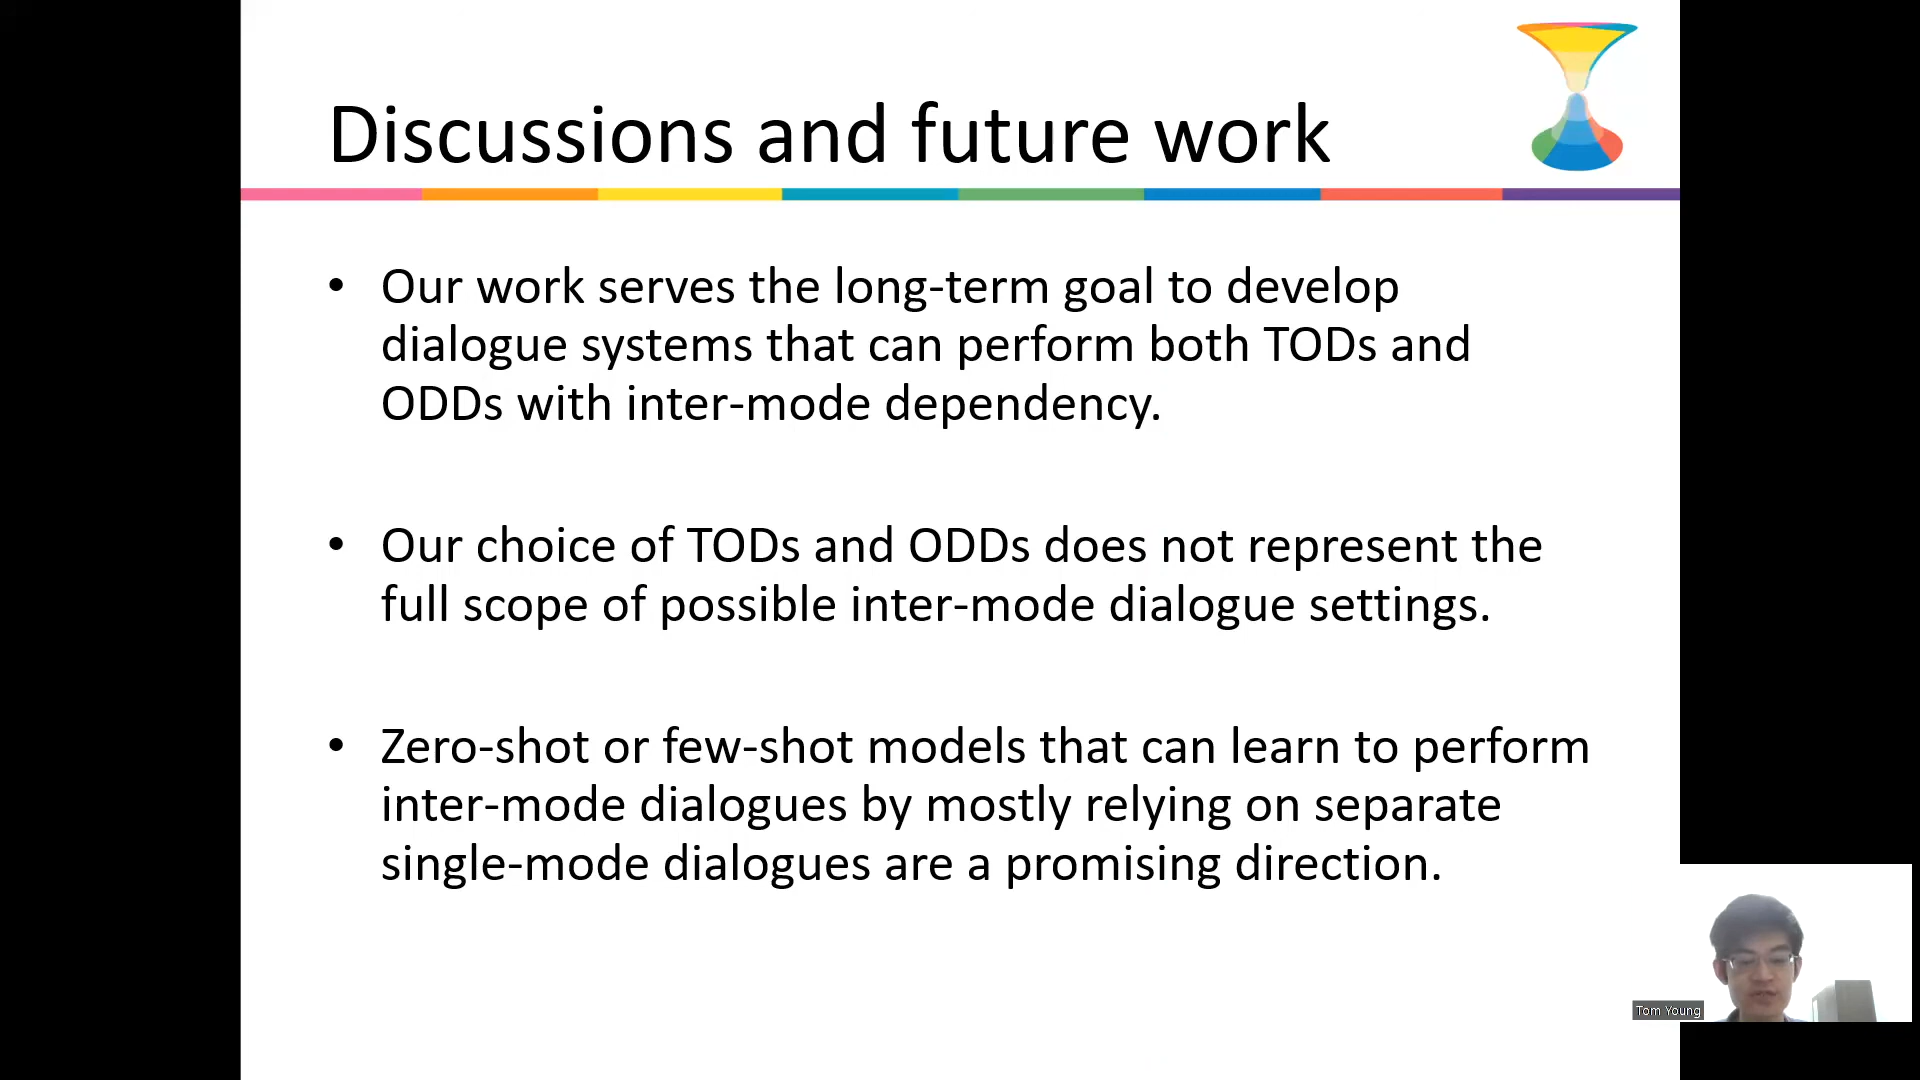 Discussions and future work
• Our work serves the long-term goal to develop
dialogue systems that can perform both TODs and
ODDs with inter-mode dependency.
• Our choice of TODs and ODDs does not represent the
full scope of possible inter-mode dialogue settings.
• Zero-shot or few-shot models that can learn to perform
inter-mode dialogues by mostly relying on separate
single-mode dialogues are a promising direction.
Tom Young